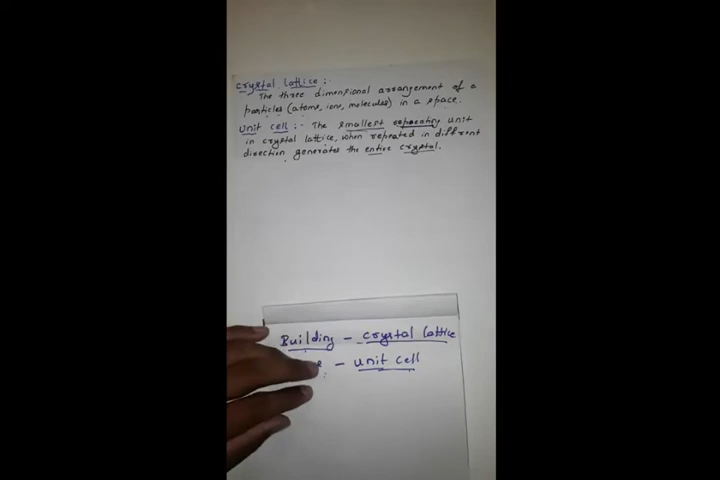 Crystal lattice :-
The three dimensional arrangement of a
particles (atoms, ions, molecules) in a space.
Unit cell :- The smallest repeating unit
in crystal lattice, when repeated in different
direction generates the entire crystal.
Building - crystal lattice
- unit cell